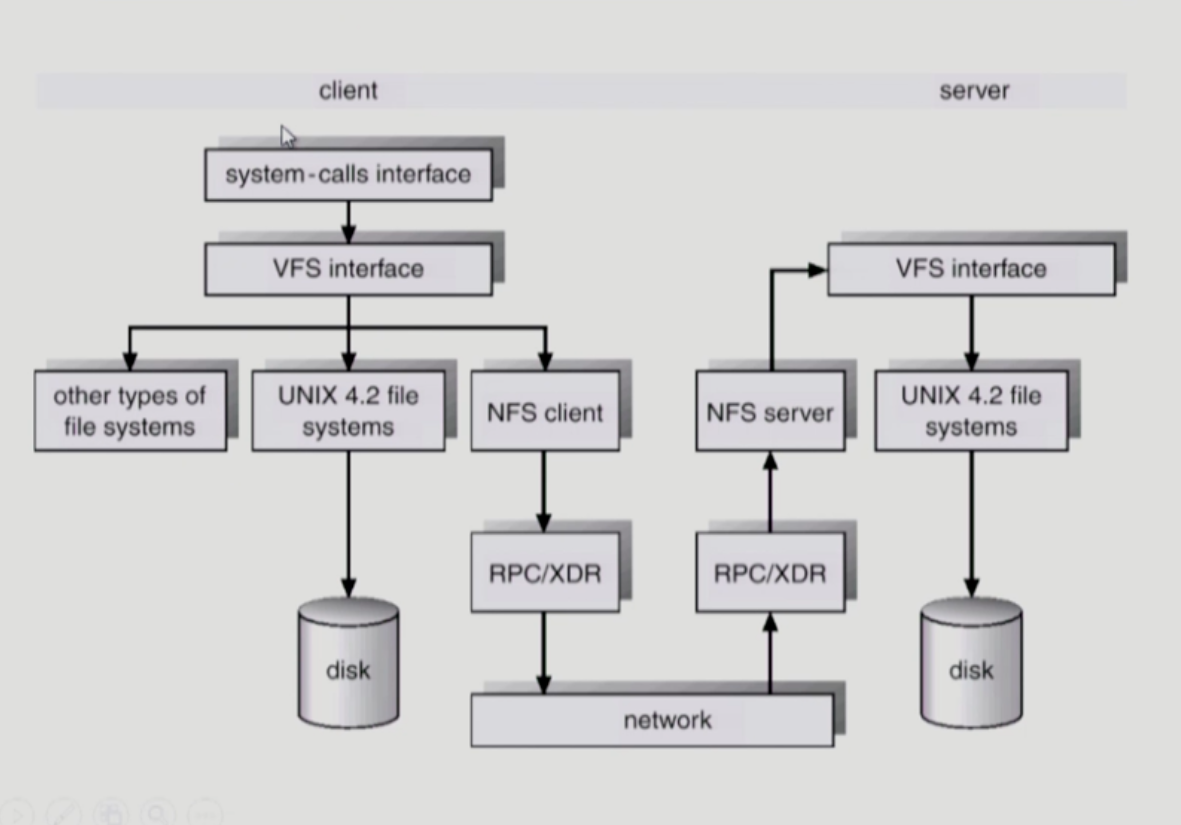 client
server
system-calls interface
VFS interface
VFS interface
other types of
file systems
UNIX 4.2 file
systems
NFS client
NFS server
UNIX 4.2 file
systems
RPC/XDR
RPC/XDR
disk
disk
network